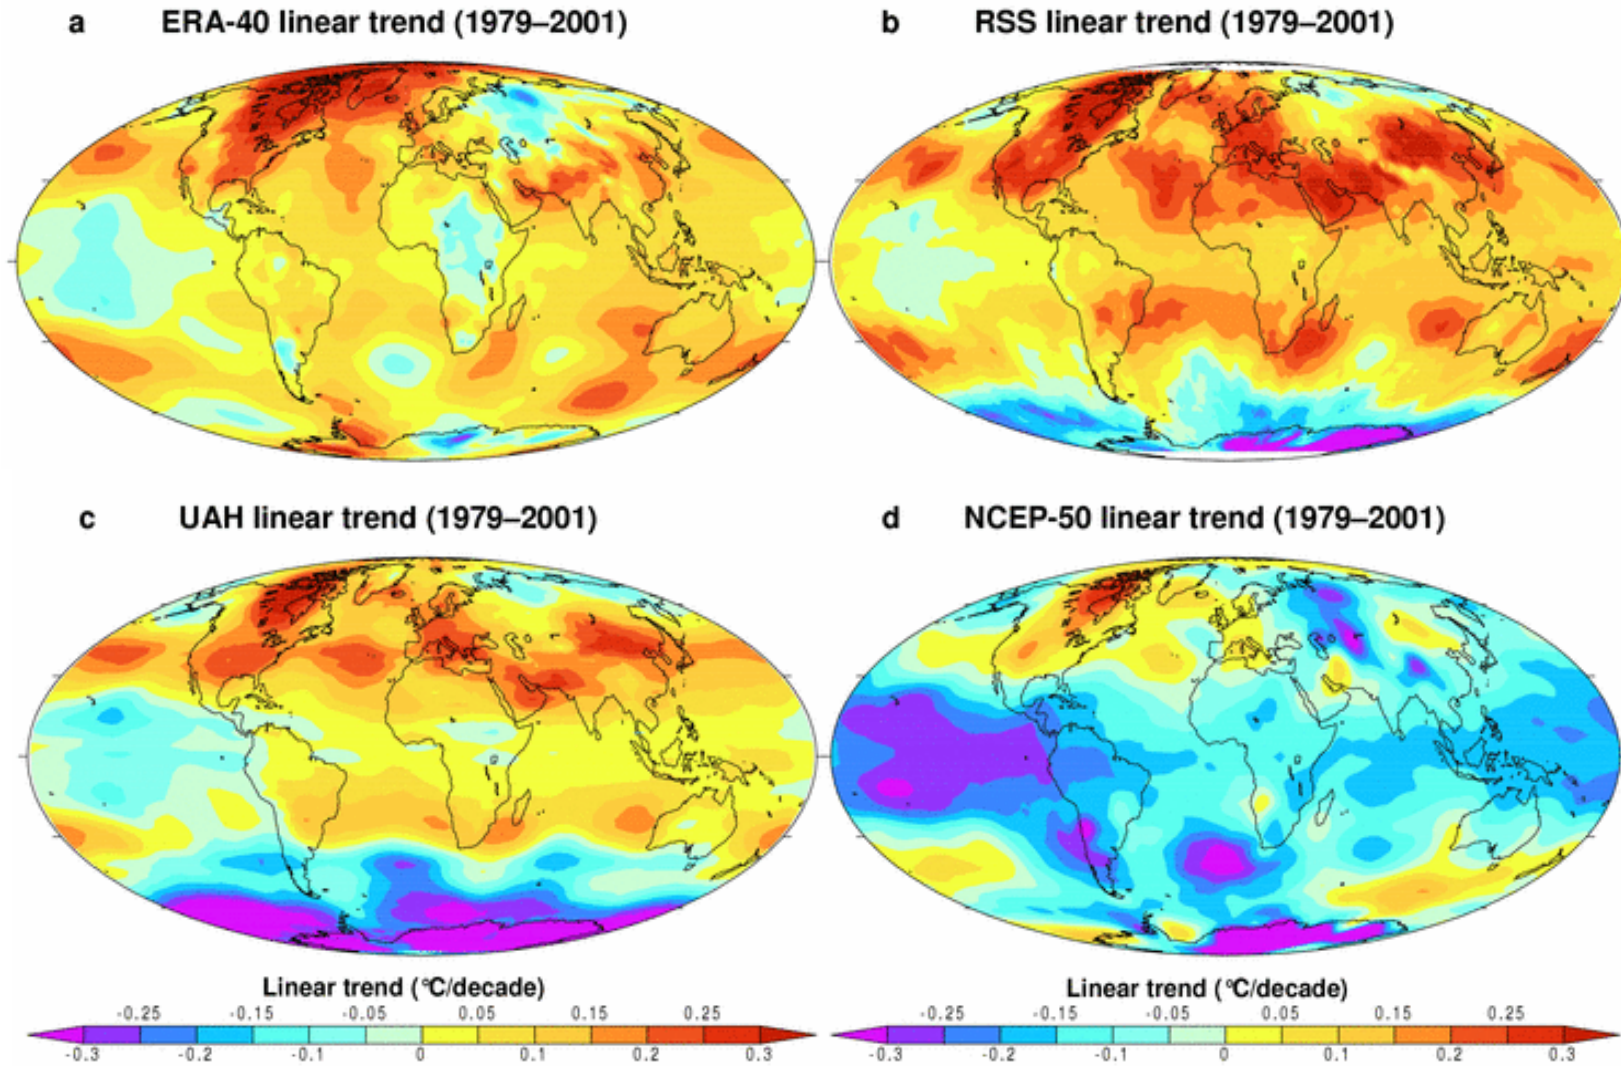 a ERA-40 linear trend (1979–2001)
b RSS linear trend (1979–2001)
c UAH linear trend (1979–2001)
d NCEP-50 linear trend (1979–2001)
Linear trend (°C/decade)
-0.25 -0.15 -0.05 0.05 0.15 0.25
-0.3 -0.2 -0.1 0 0.1 0.2 0.3
Linear trend (°C/decade)
-0.25 -0.15 -0.05 0.05 0.15 0.25
-0.3 -0.2 -0.1 0 0.1 0.2 0.3